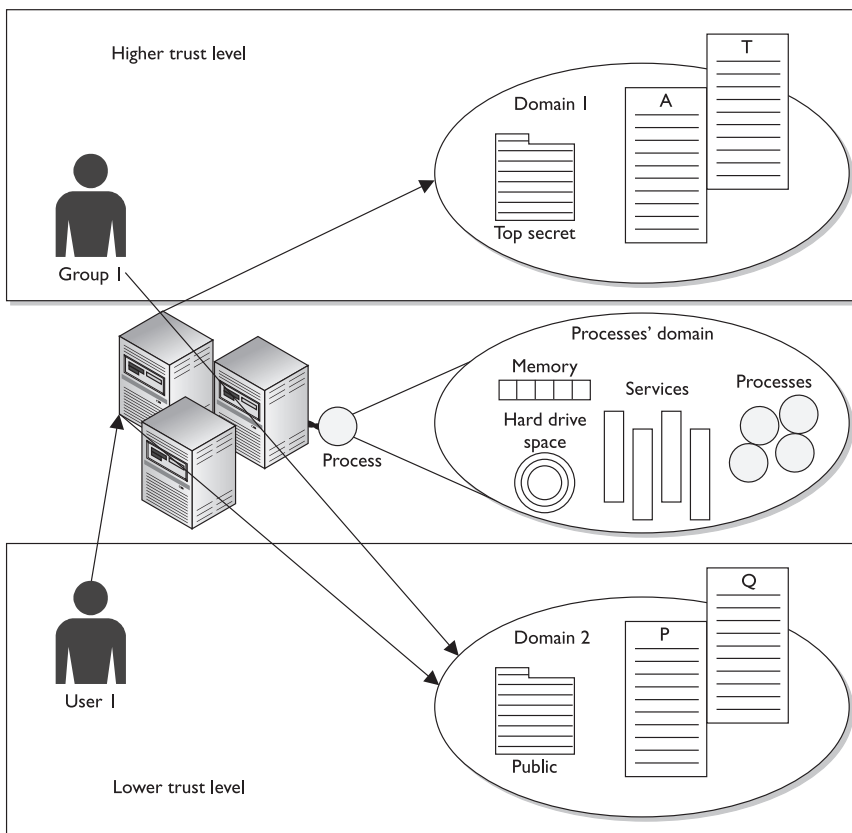 Higher trust level
T
Domain 1
A
Top secret
Group 1
Processes' domain
Memory
Services
Processes
Hard drive
space
Process
Q
Domain 2
P
User 1
Public
Lower trust level